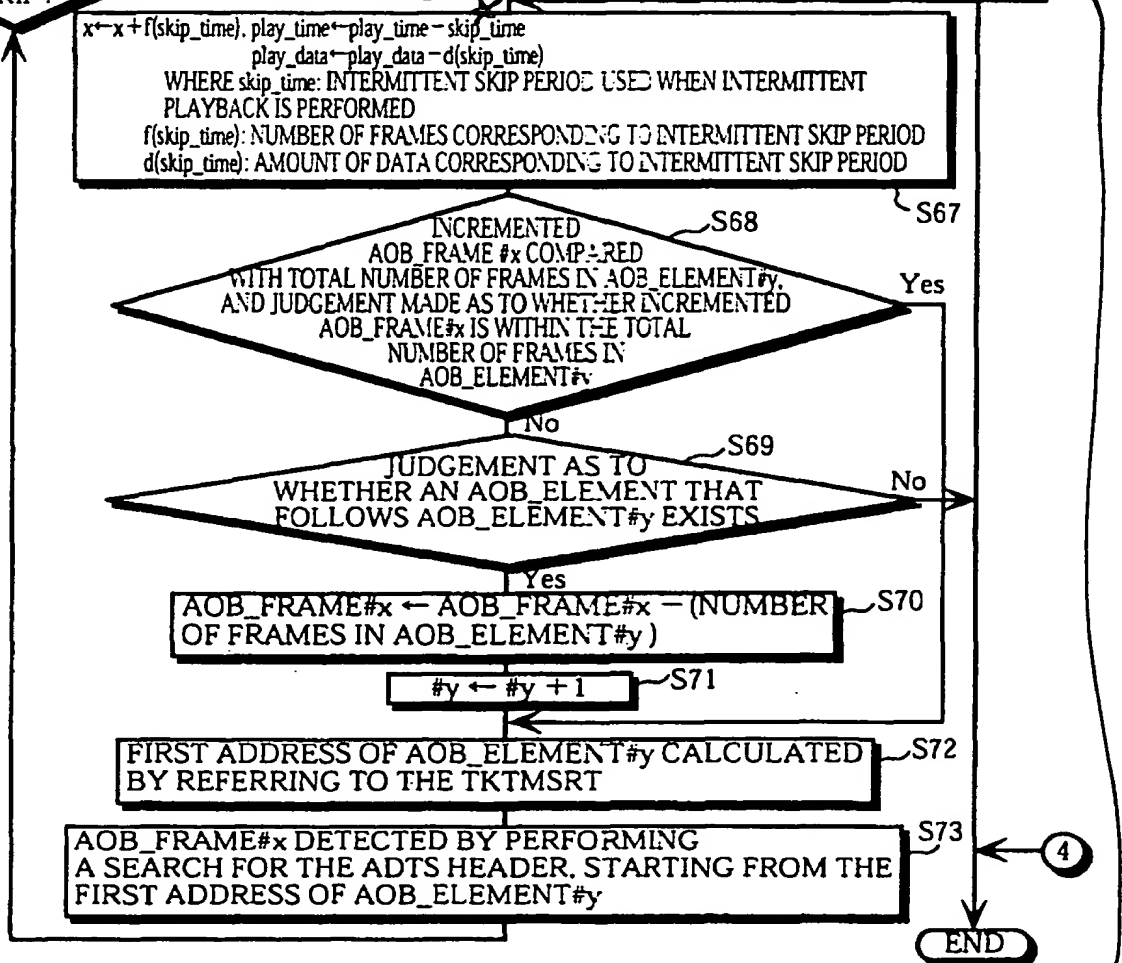 x←x+f(skip_time), play_time←play_time−skip_time
play_data←play_data−d(skip_time)
WHERE skip_time: INTERMITTENT SKIP PERIOD USED WHEN INTERMITTENT
PLAYBACK IS PERFORMED
f(skip_time): NUMBER OF FRAMES CORRESPONDING TO INTERMITTENT SKIP PERIOD
d(skip_time): AMOUNT OF DATA CORRESPONDING TO INTERMITTENT SKIP PERIOD
S67
S68
INCREMENTED
AOB_FRAME #x COMPARED
WITH TOTAL NUMBER OF FRAMES IN AOB_ELEMENT#y,
AND JUDGEMENT MADE AS TO WHETHER INCREMENTED
AOB_FRAME#x IS WITHIN THE TOTAL
NUMBER OF FRAMES IN
AOB_ELEMENT#y
Yes
No
S69
JUDGEMENT AS TO
WHETHER AN AOB_ELEMENT THAT
FOLLOWS AOB_ELEMENT#y EXISTS
No
Yes
AOB_FRAME#x ← AOB_FRAME#x − (NUMBER
OF FRAMES IN AOB_ELEMENT#y )
S70
#y ← #y + 1
S71
FIRST ADDRESS OF AOB_ELEMENT#y CALCULATED
BY REFERRING TO THE TKTMSRT
S72
AOB_FRAME#x DETECTED BY PERFORMING
A SEARCH FOR THE ADTS HEADER, STARTING FROM THE
FIRST ADDRESS OF AOB_ELEMENT#y
S73
4
END